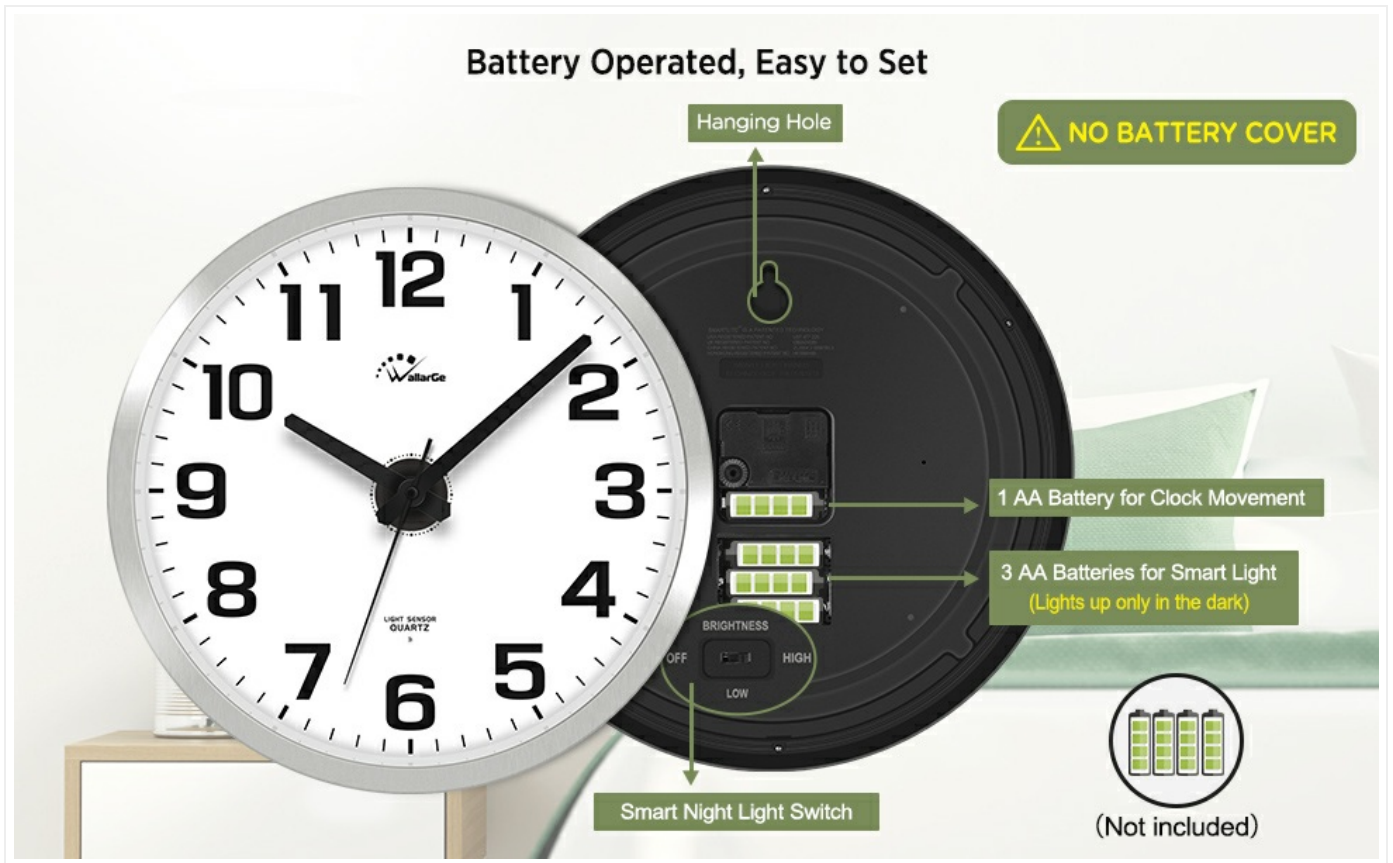 Battery Operated, Easy to Set
Hanging Hole
NO BATTERY COVER
12
11
1
10
2
9
3
8
4
7
5
6
WallarGe
LIGHT SENSOR
QUARTZ
1 AA Battery for Clock Movement
3 AA Batteries for Smart Light
(Lights up only in the dark)
BRIGHTNESS
OFF
HIGH
LOW
Smart Night Light Switch
(Not included)